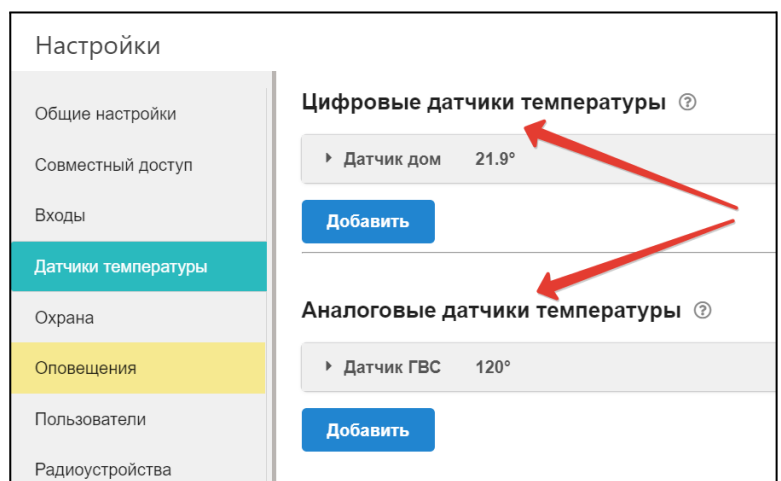 Настройки
Общие настройки
Совместный доступ
Входы
Датчики температуры
Охрана
Оповещения
Пользователи
Радиоустройства
Цифровые датчики температуры ?
Датчик дом 21.9°
Добавить
Аналоговые датчики температуры ?
Датчик ГВС 120°
Добавить